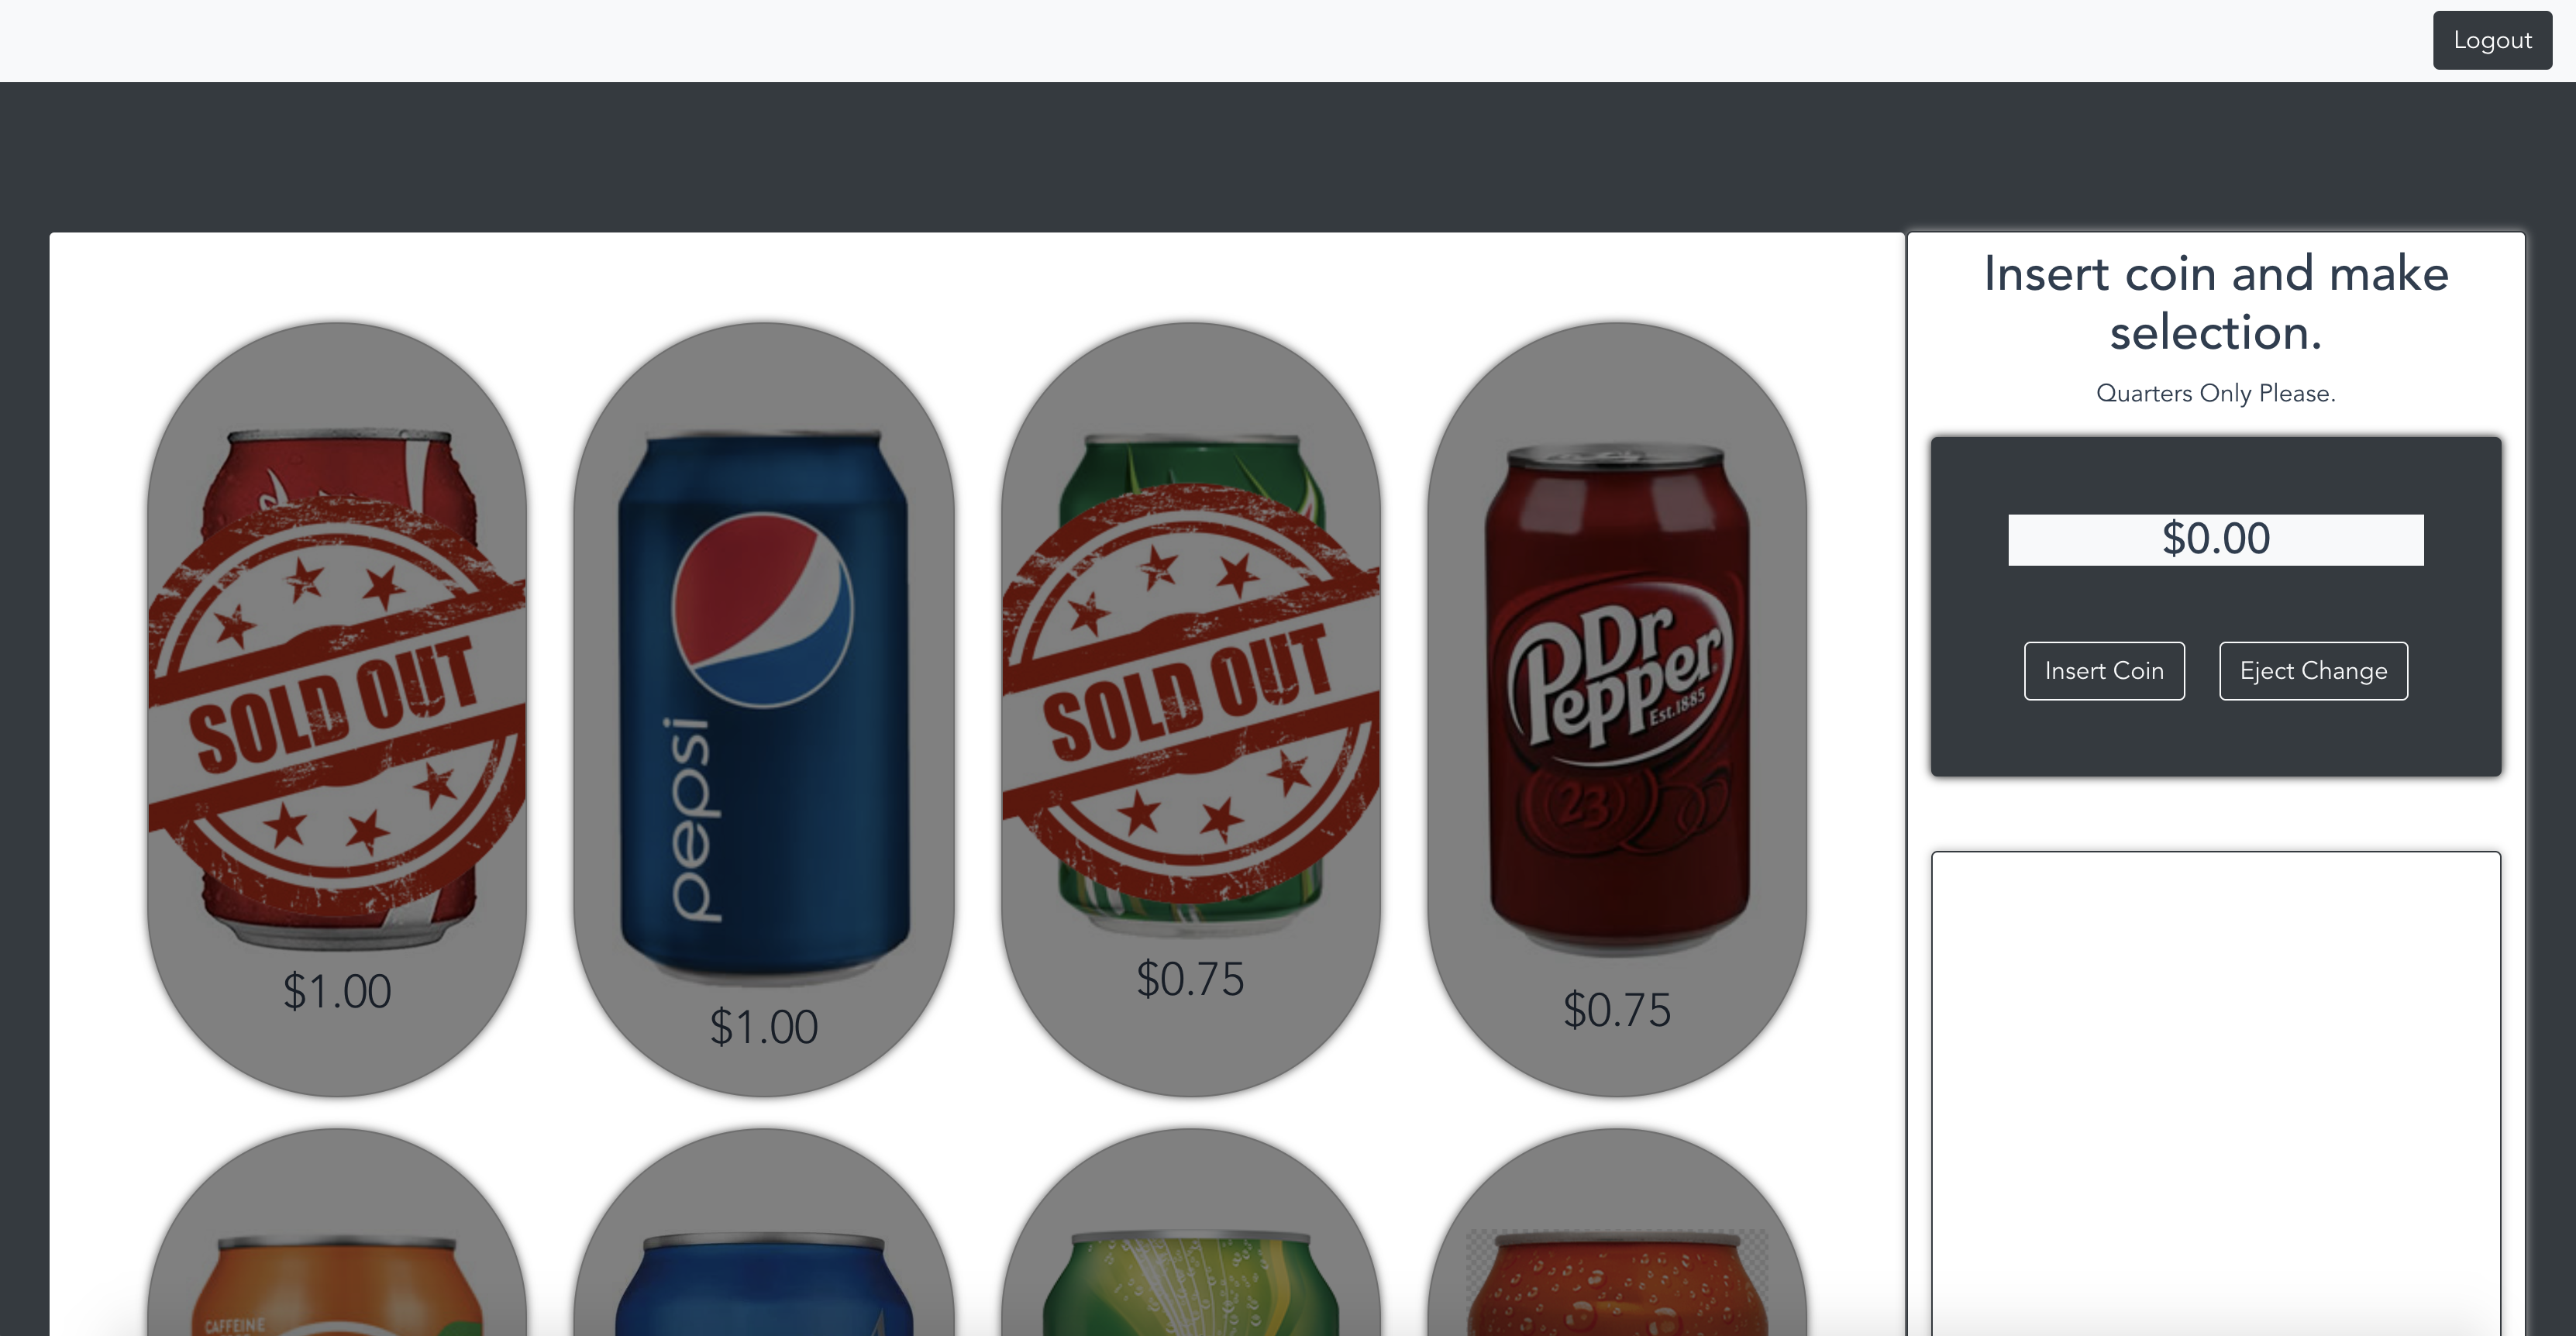 Logout
Insert coin and make
selection.
Quarters Only Please.
$0.00
Insert Coin
Eject Change
SOLD OUT
$1.00
pepsi
$1.00
SOLD OUT
$0.75
Dr
Pepper
Est.1885
23
$0.75
CAFFEINE